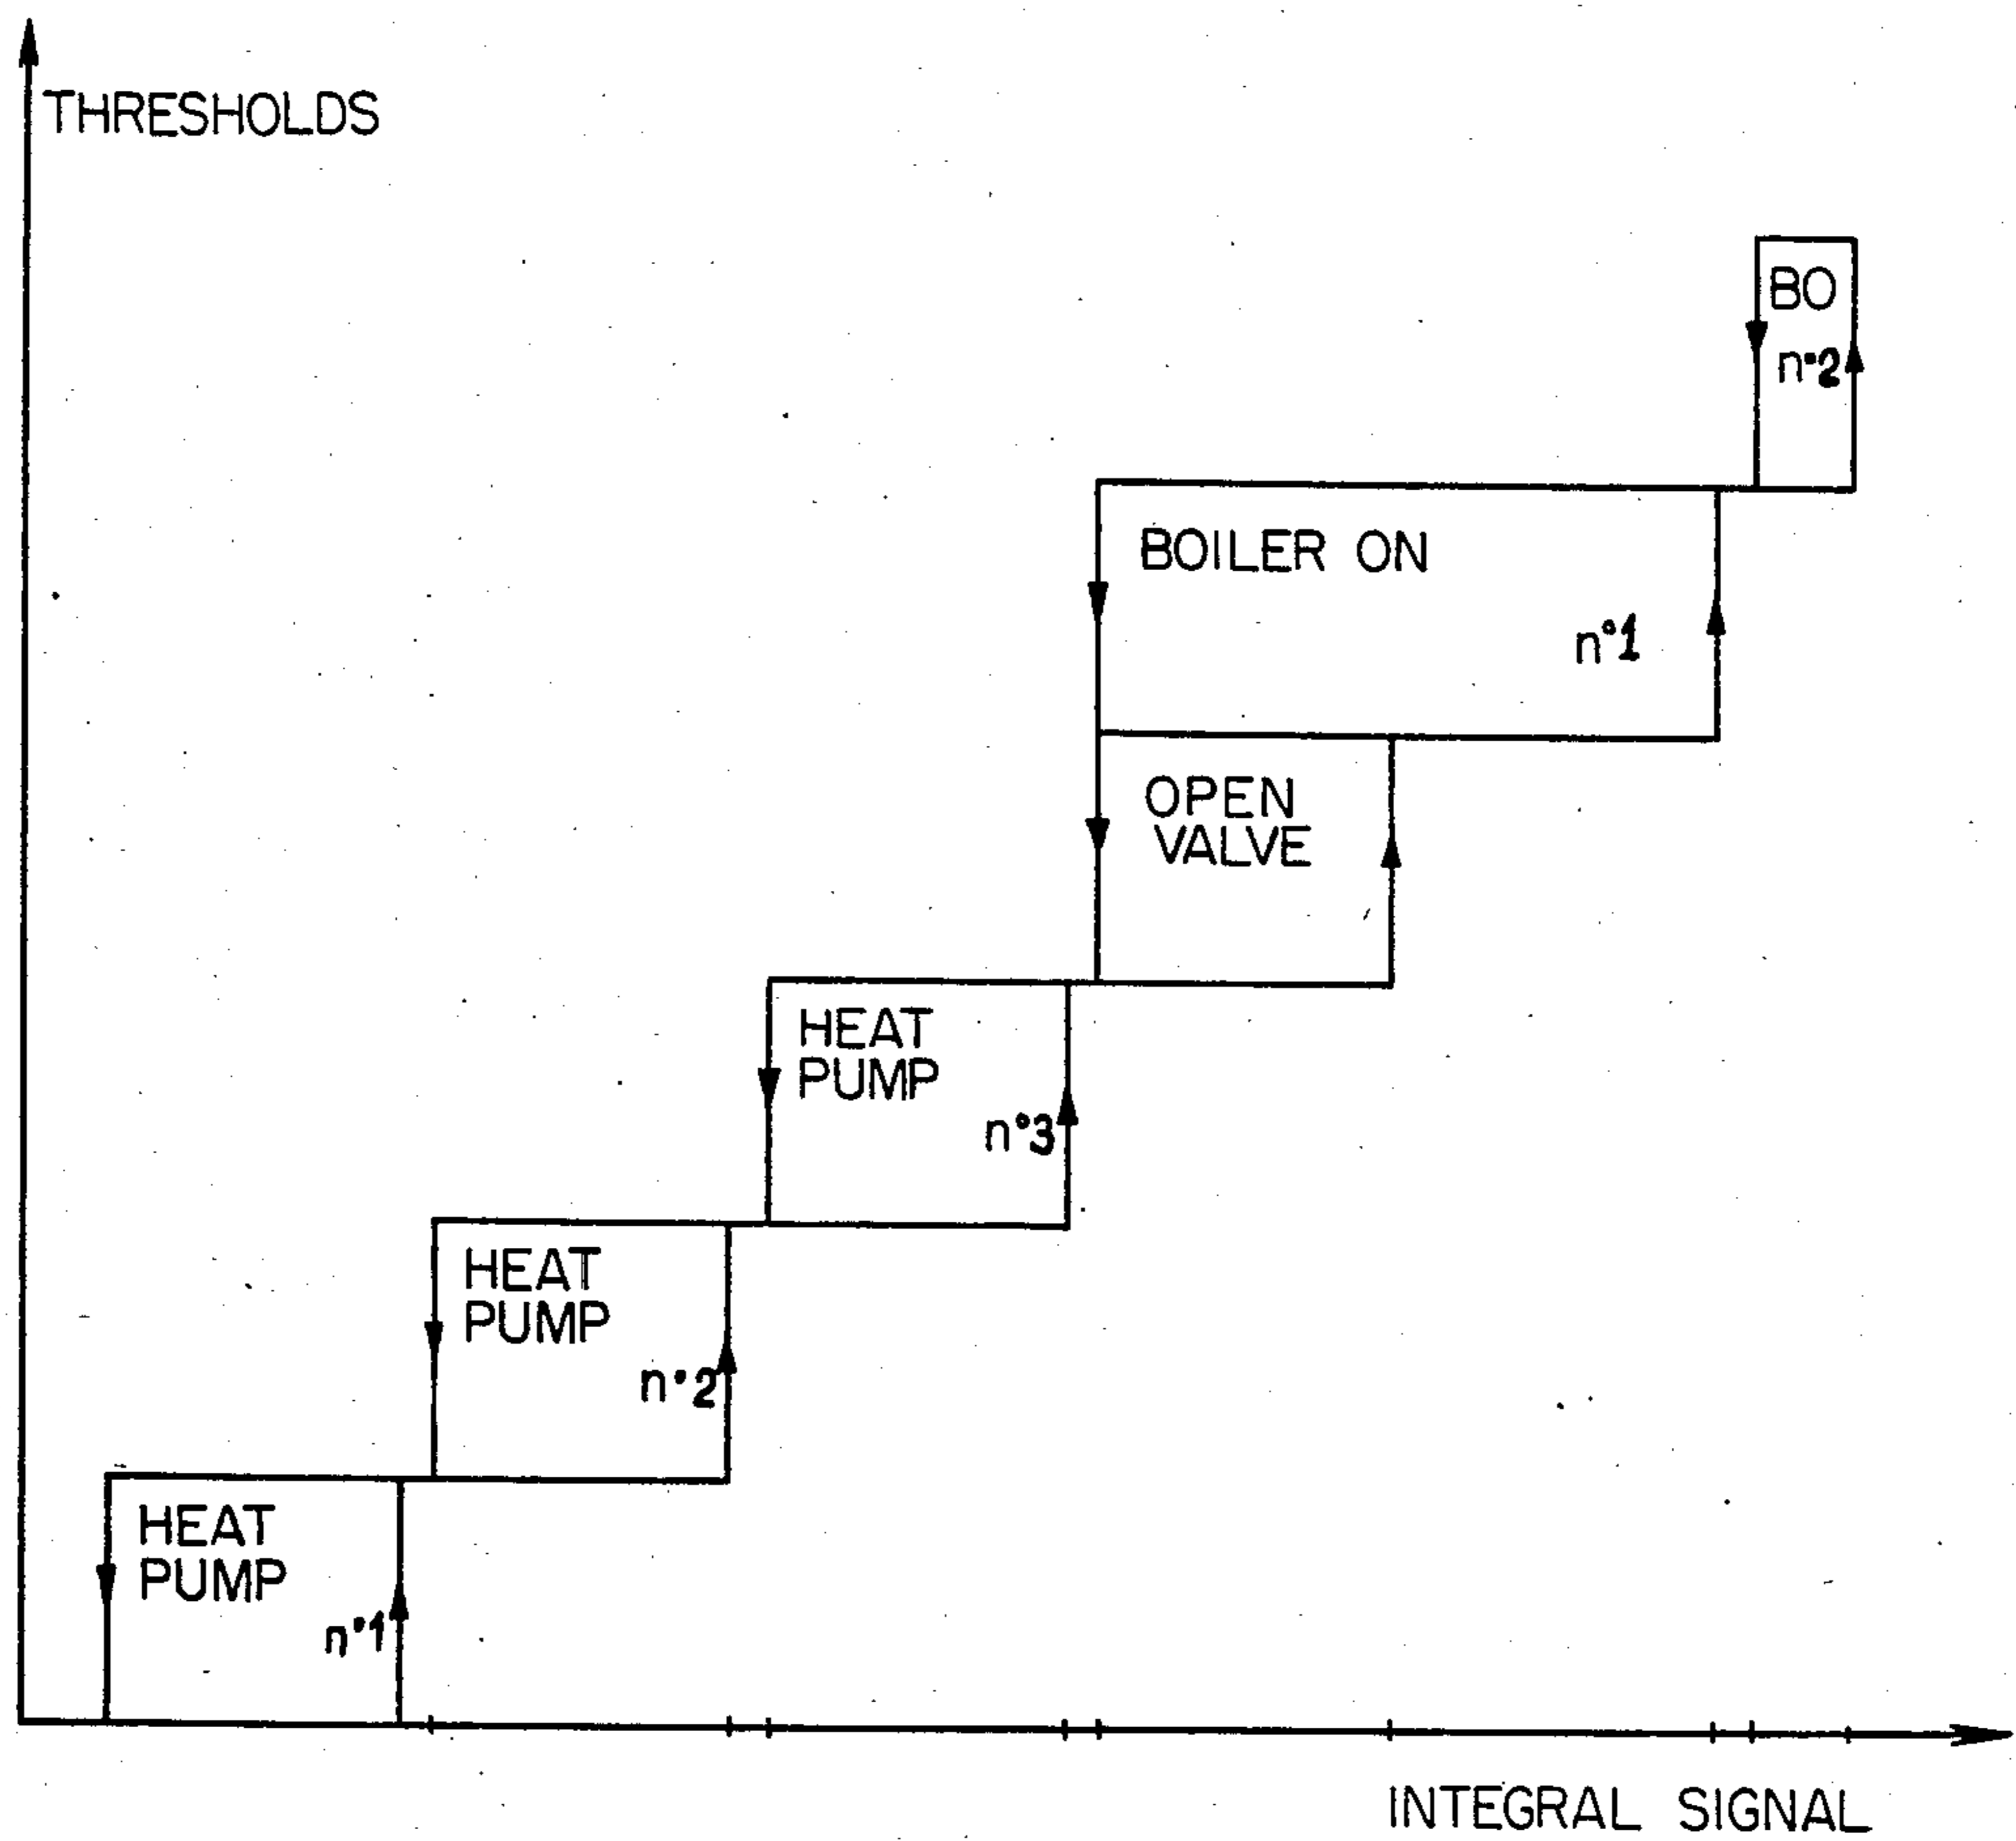 THRESHOLDS
BO
n°2
BOILER ON
n°1
OPEN
VALVE
HEAT
PUMP
n°3
HEAT
PUMP
n°2
HEAT
PUMP
n°1
INTEGRAL SIGNAL